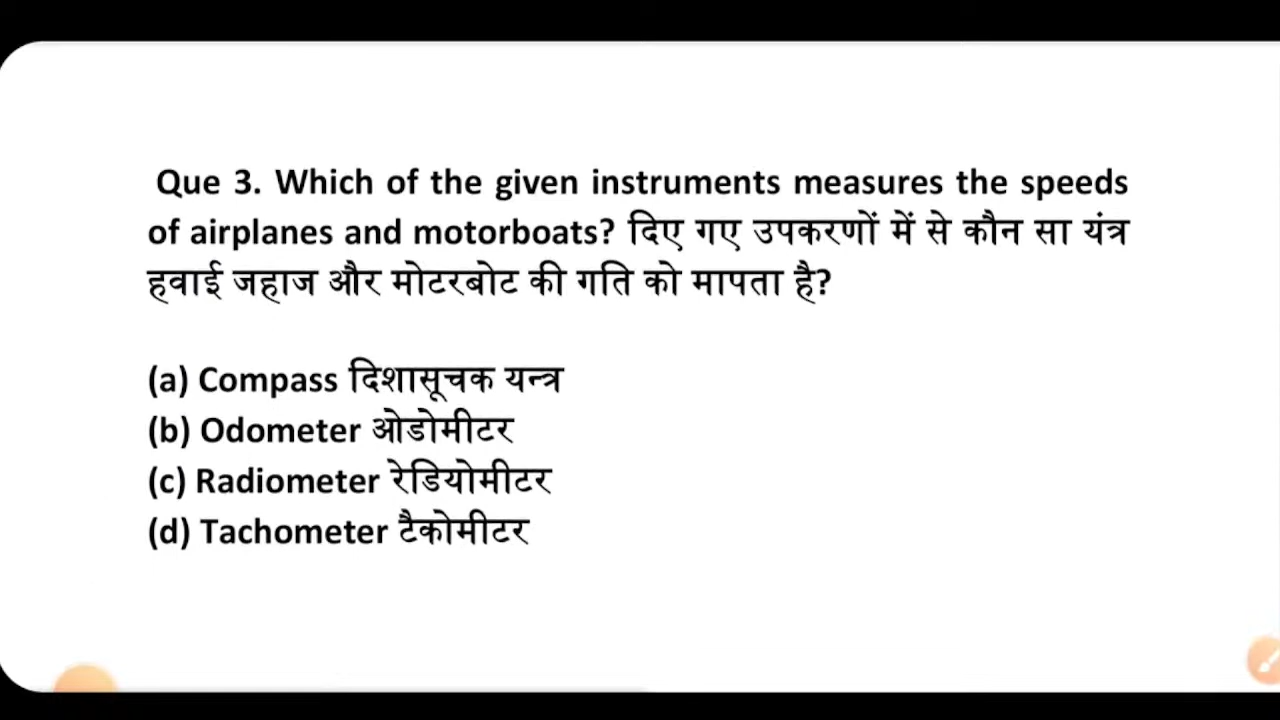 Que 3. Which of the given instruments measures the speeds
of airplanes and motorboats? दिए गए उपकरणों में से कौन सा यंत्र
हवाई जहाज और मोटरबोट की गति को मापता है?
(a) Compass दिशासूचक यन्त्र
(b) Odometer ओडोमीटर
(c) Radiometer रेडियोमीटर
(d) Tachometer टैकोमीटर